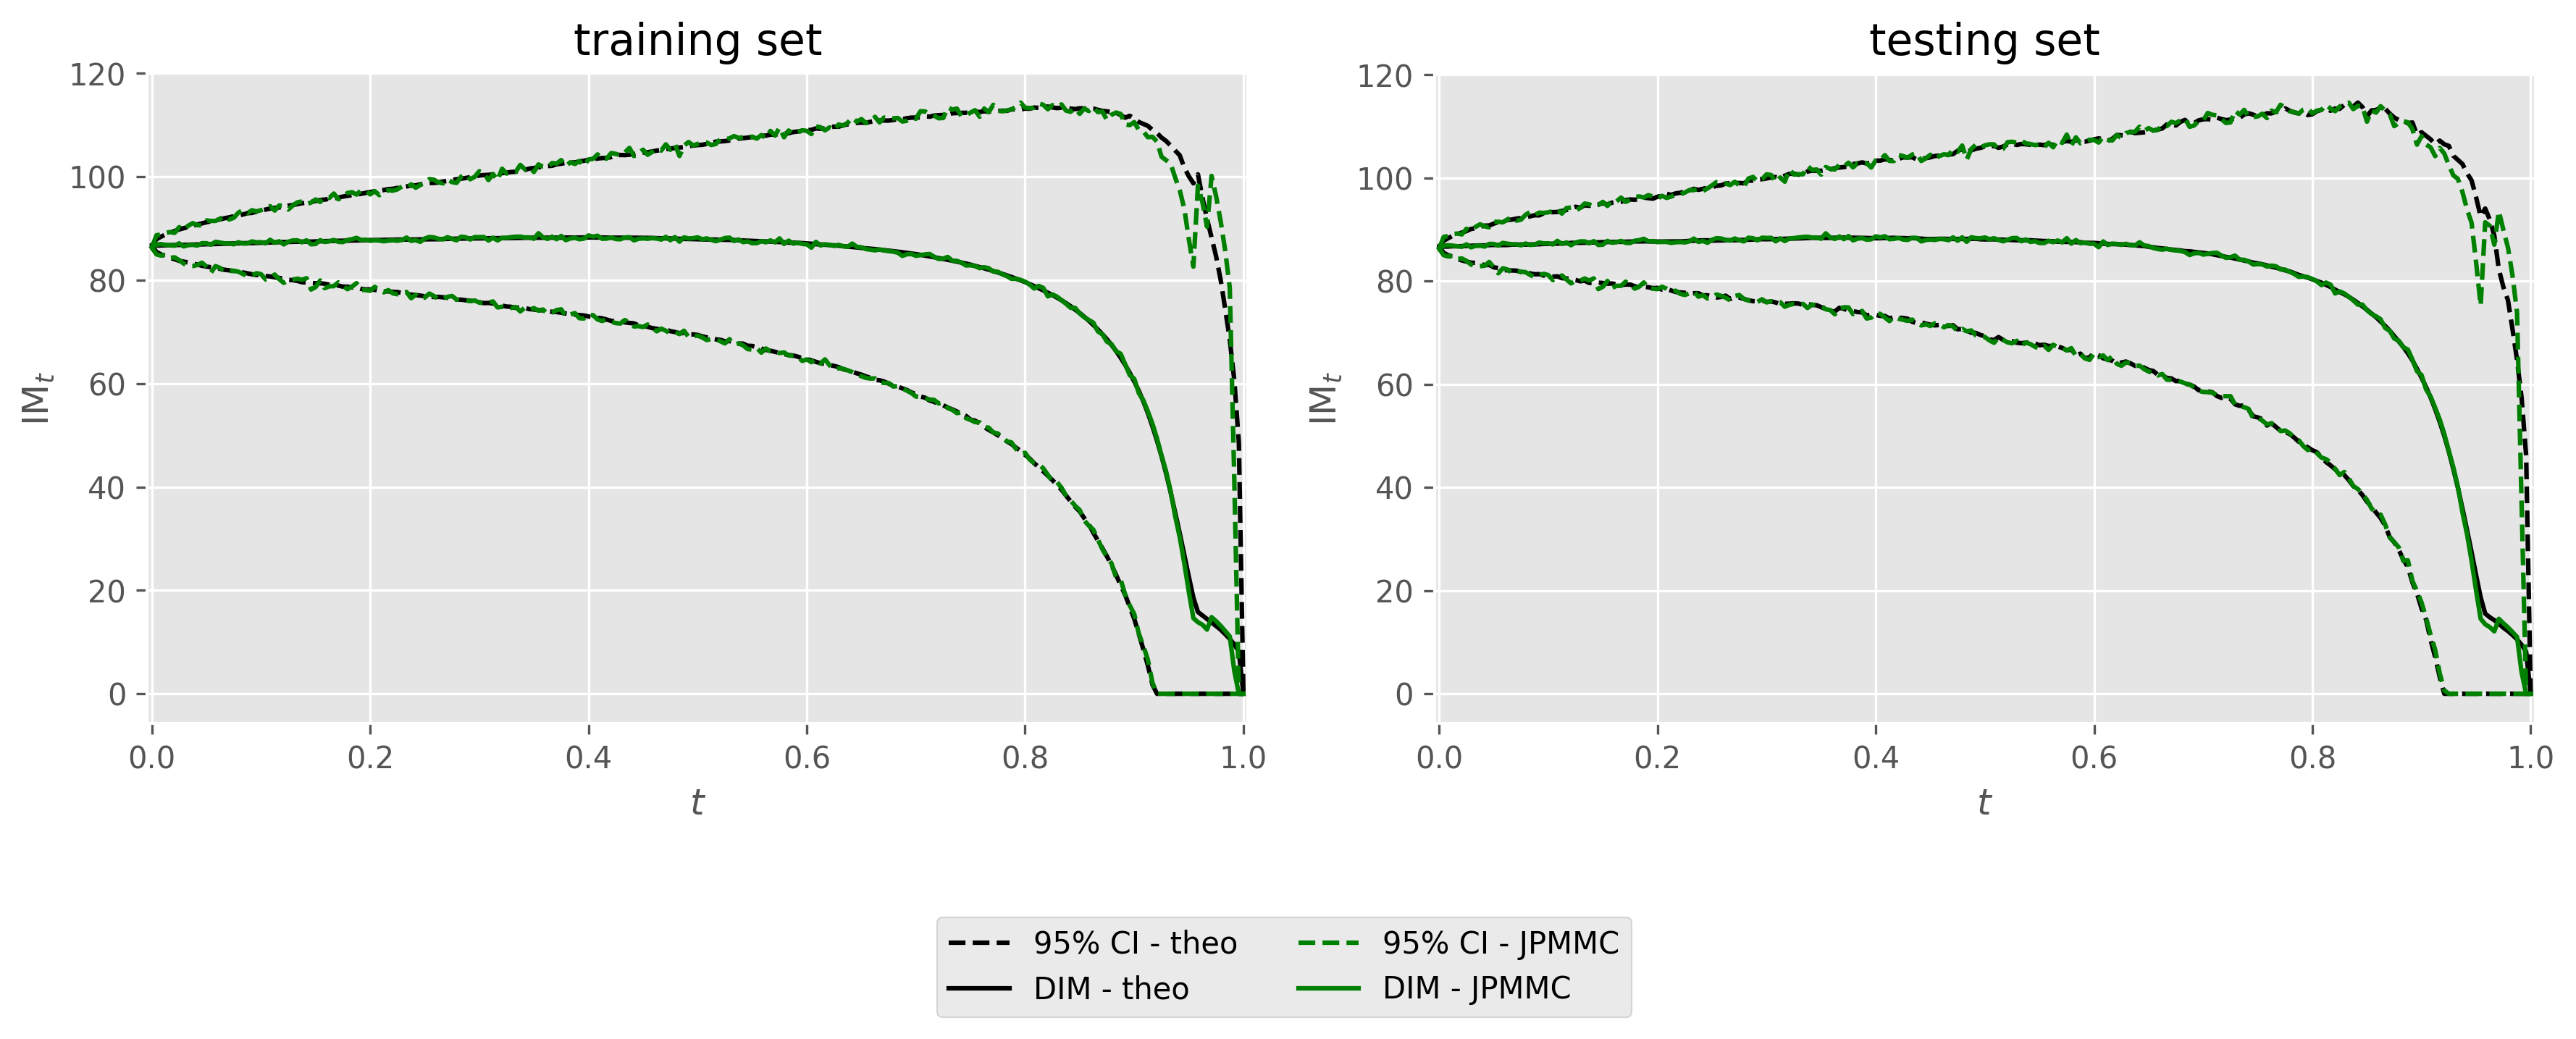 training set
120
100
80
60
40
20
0
IM_t
0.0 0.2 0.4 0.6 0.8 1.0
t
testing set
120
100
80
60
40
20
0
IM_t
0.0 0.2 0.4 0.6 0.8 1.0
t
95% CI - theo
DIM - theo
95% CI - JPMMC
DIM - JPMMC